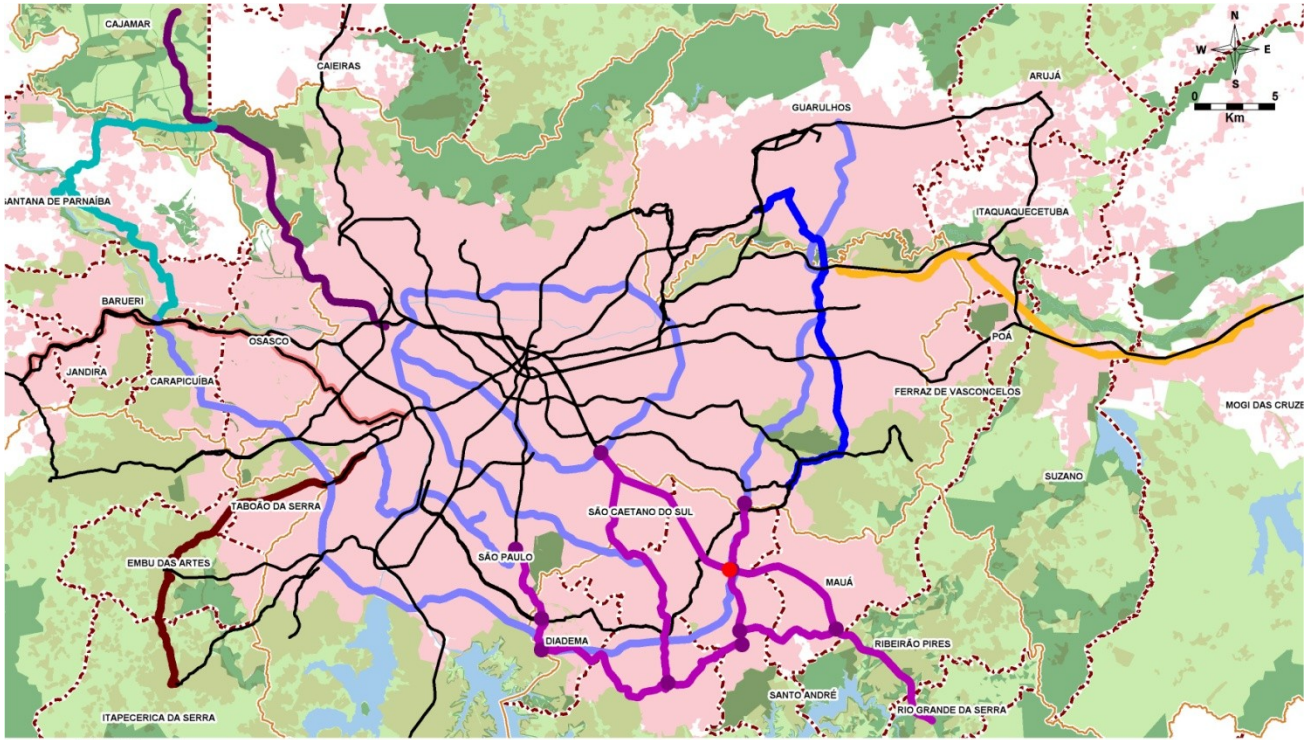 CAJAMAR
CAIEIRAS
ARUJÁ
GUARULHOS
N
W E
S
0 5
Km
SANTANA DE PARNAÍBA
ITAQUAQUECETUBA
BARUERI
OSASCO
POÁ
JANDIRA
CARAPICUÍBA
FERRAZ DE VASCONCELOS
MOGI DAS CRUZE
SUZANO
TABOÃO DA SERRA
SÃO CAETANO DO SUL
SÃO PAULO
EMBU DAS ARTES
MAUÁ
DIADEMA
RIBEIRÃO PIRES
SANTO ANDRÉ
RIO GRANDE DA SERRA
ITAPECERICA DA SERRA